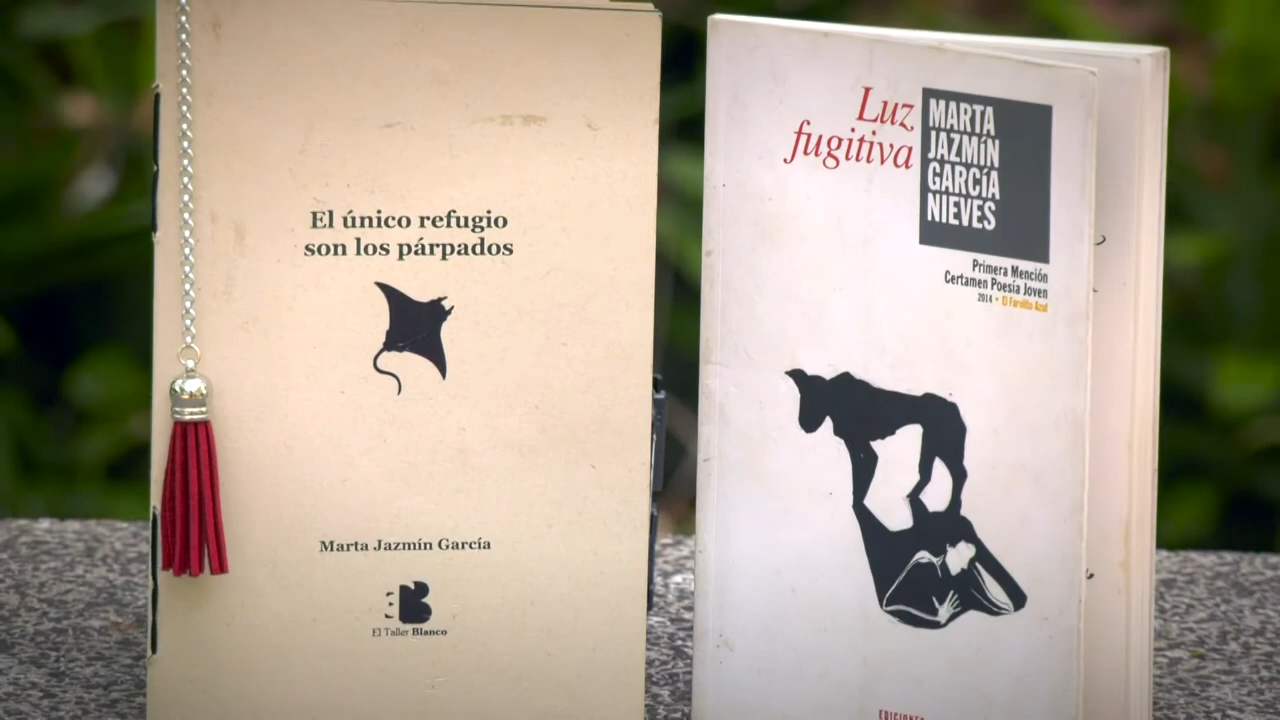 El único refugio
son los párpados
Marta Jazmín García
El Taller Blanco
Luz
fugitiva
MARTA
JAZMÍN
GARCÍA
NIEVES
Primera Mención
Certamen Poesía Joven
2014 • El Farolito Azul
EDICIONES